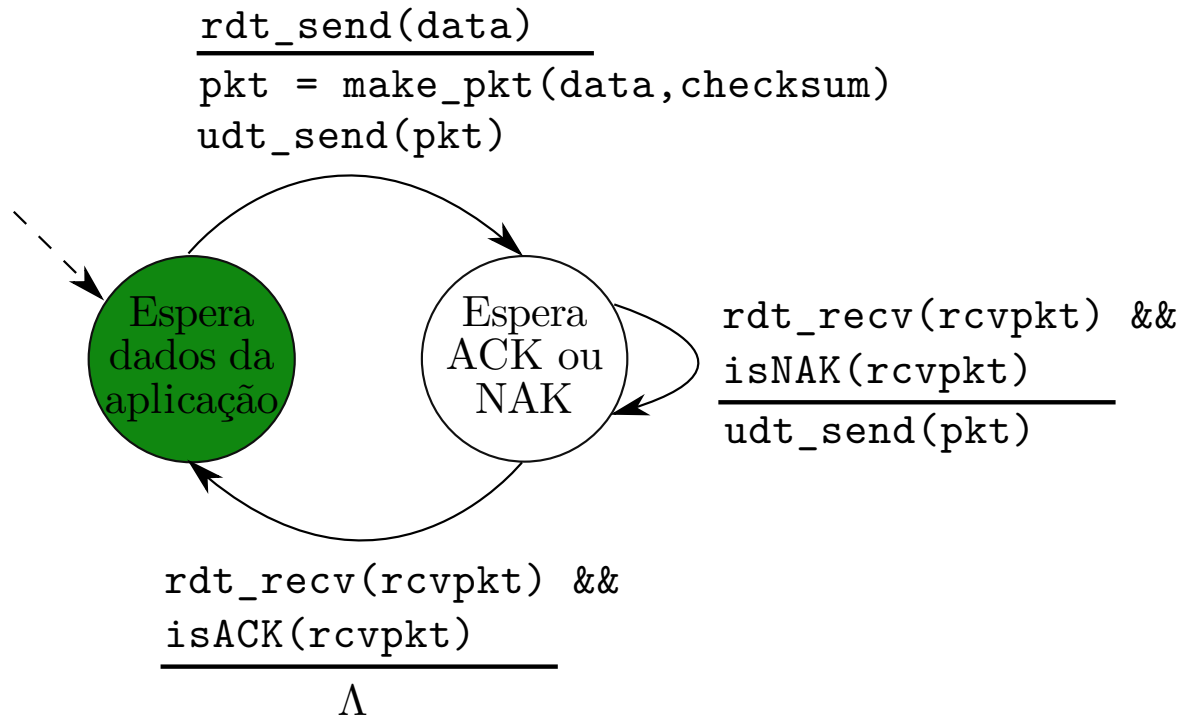 rdt_send(data)
pkt = make_pkt(data,checksum)
udt_send(pkt)
Espera
dados da
aplicação
Espera
ACK ou
NAK
rdt_recv(rcvpkt) &&
isNAK(rcvpkt)
udt_send(pkt)
rdt_recv(rcvpkt) &&
isACK(rcvpkt)
Λ